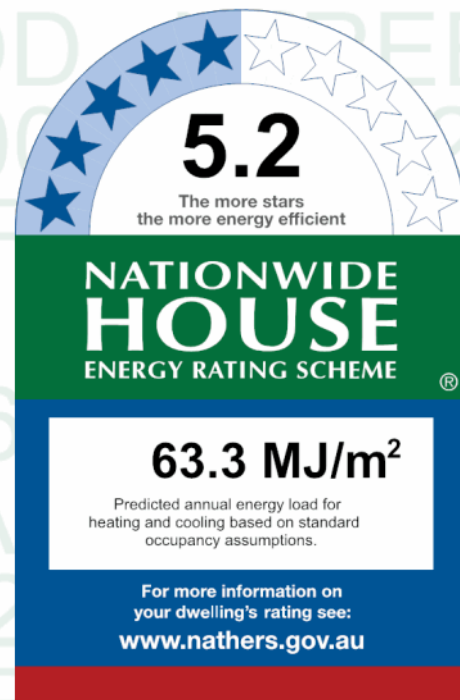 5.2
The more stars
the more energy efficient
NATIONWIDE
HOUSE
ENERGY RATING SCHEME
®
63.3 MJ/m²
Predicted annual energy load for
heating and cooling based on standard
occupancy assumptions.
For more information on
your dwelling's rating see:
www.nathers.gov.au